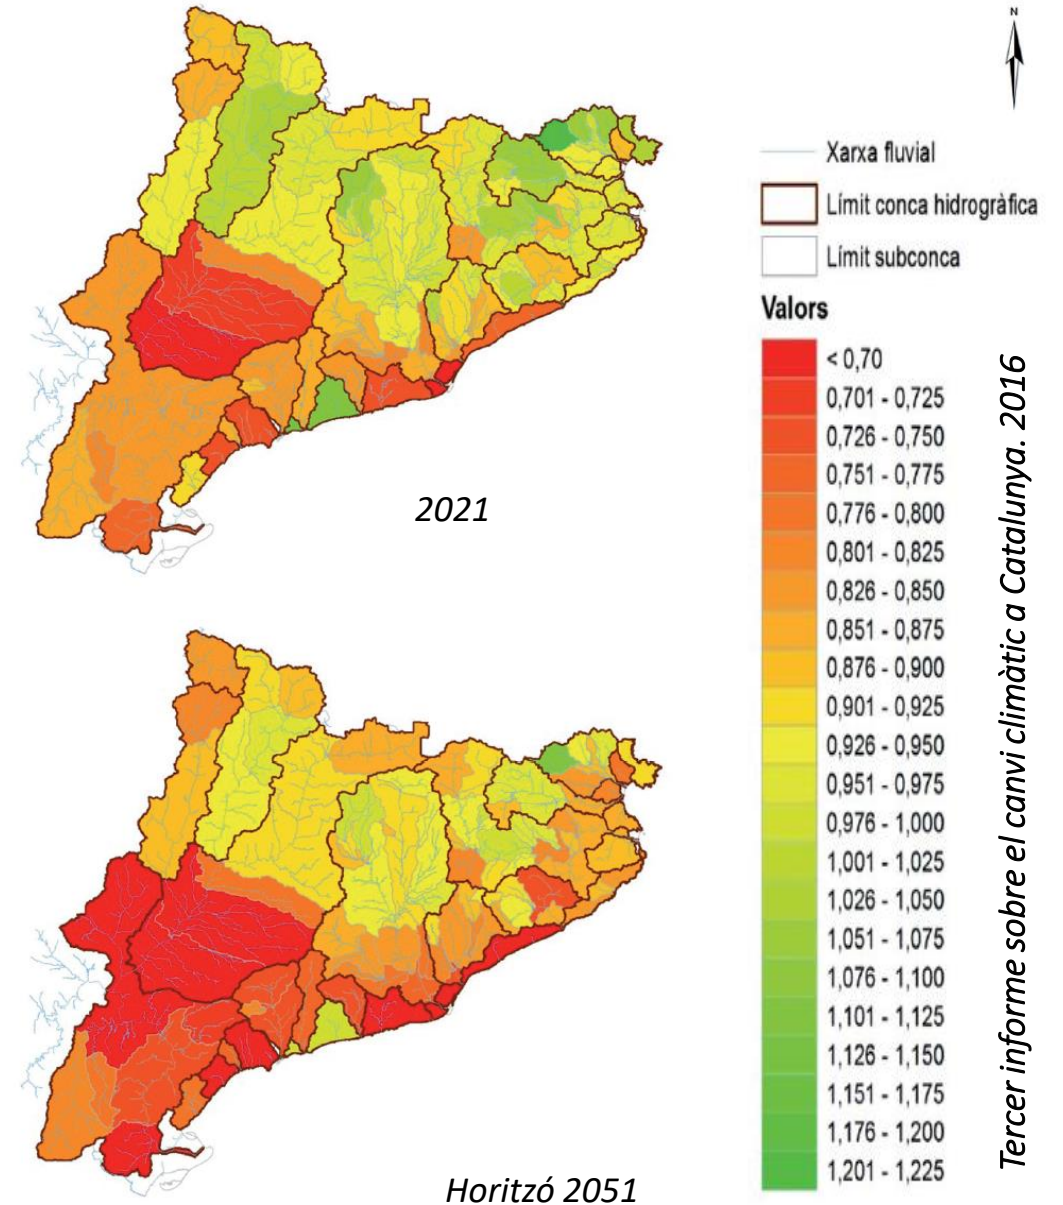 N
Xarxa fluvial
Límit conca hidrogràfica
Límit subconca
Valors
< 0,70
0,701 - 0,725
0,726 - 0,750
0,751 - 0,775
0,776 - 0,800
0,801 - 0,825
0,826 - 0,850
0,851 - 0,875
0,876 - 0,900
0,901 - 0,925
0,926 - 0,950
0,951 - 0,975
0,976 - 1,000
1,001 - 1,025
1,026 - 1,050
1,051 - 1,075
1,076 - 1,100
1,101 - 1,125
1,126 - 1,150
1,151 - 1,175
1,176 - 1,200
1,201 - 1,225
Tercer informe sobre el canvi climàtic a Catalunya. 2016
2021
Horitzó 2051